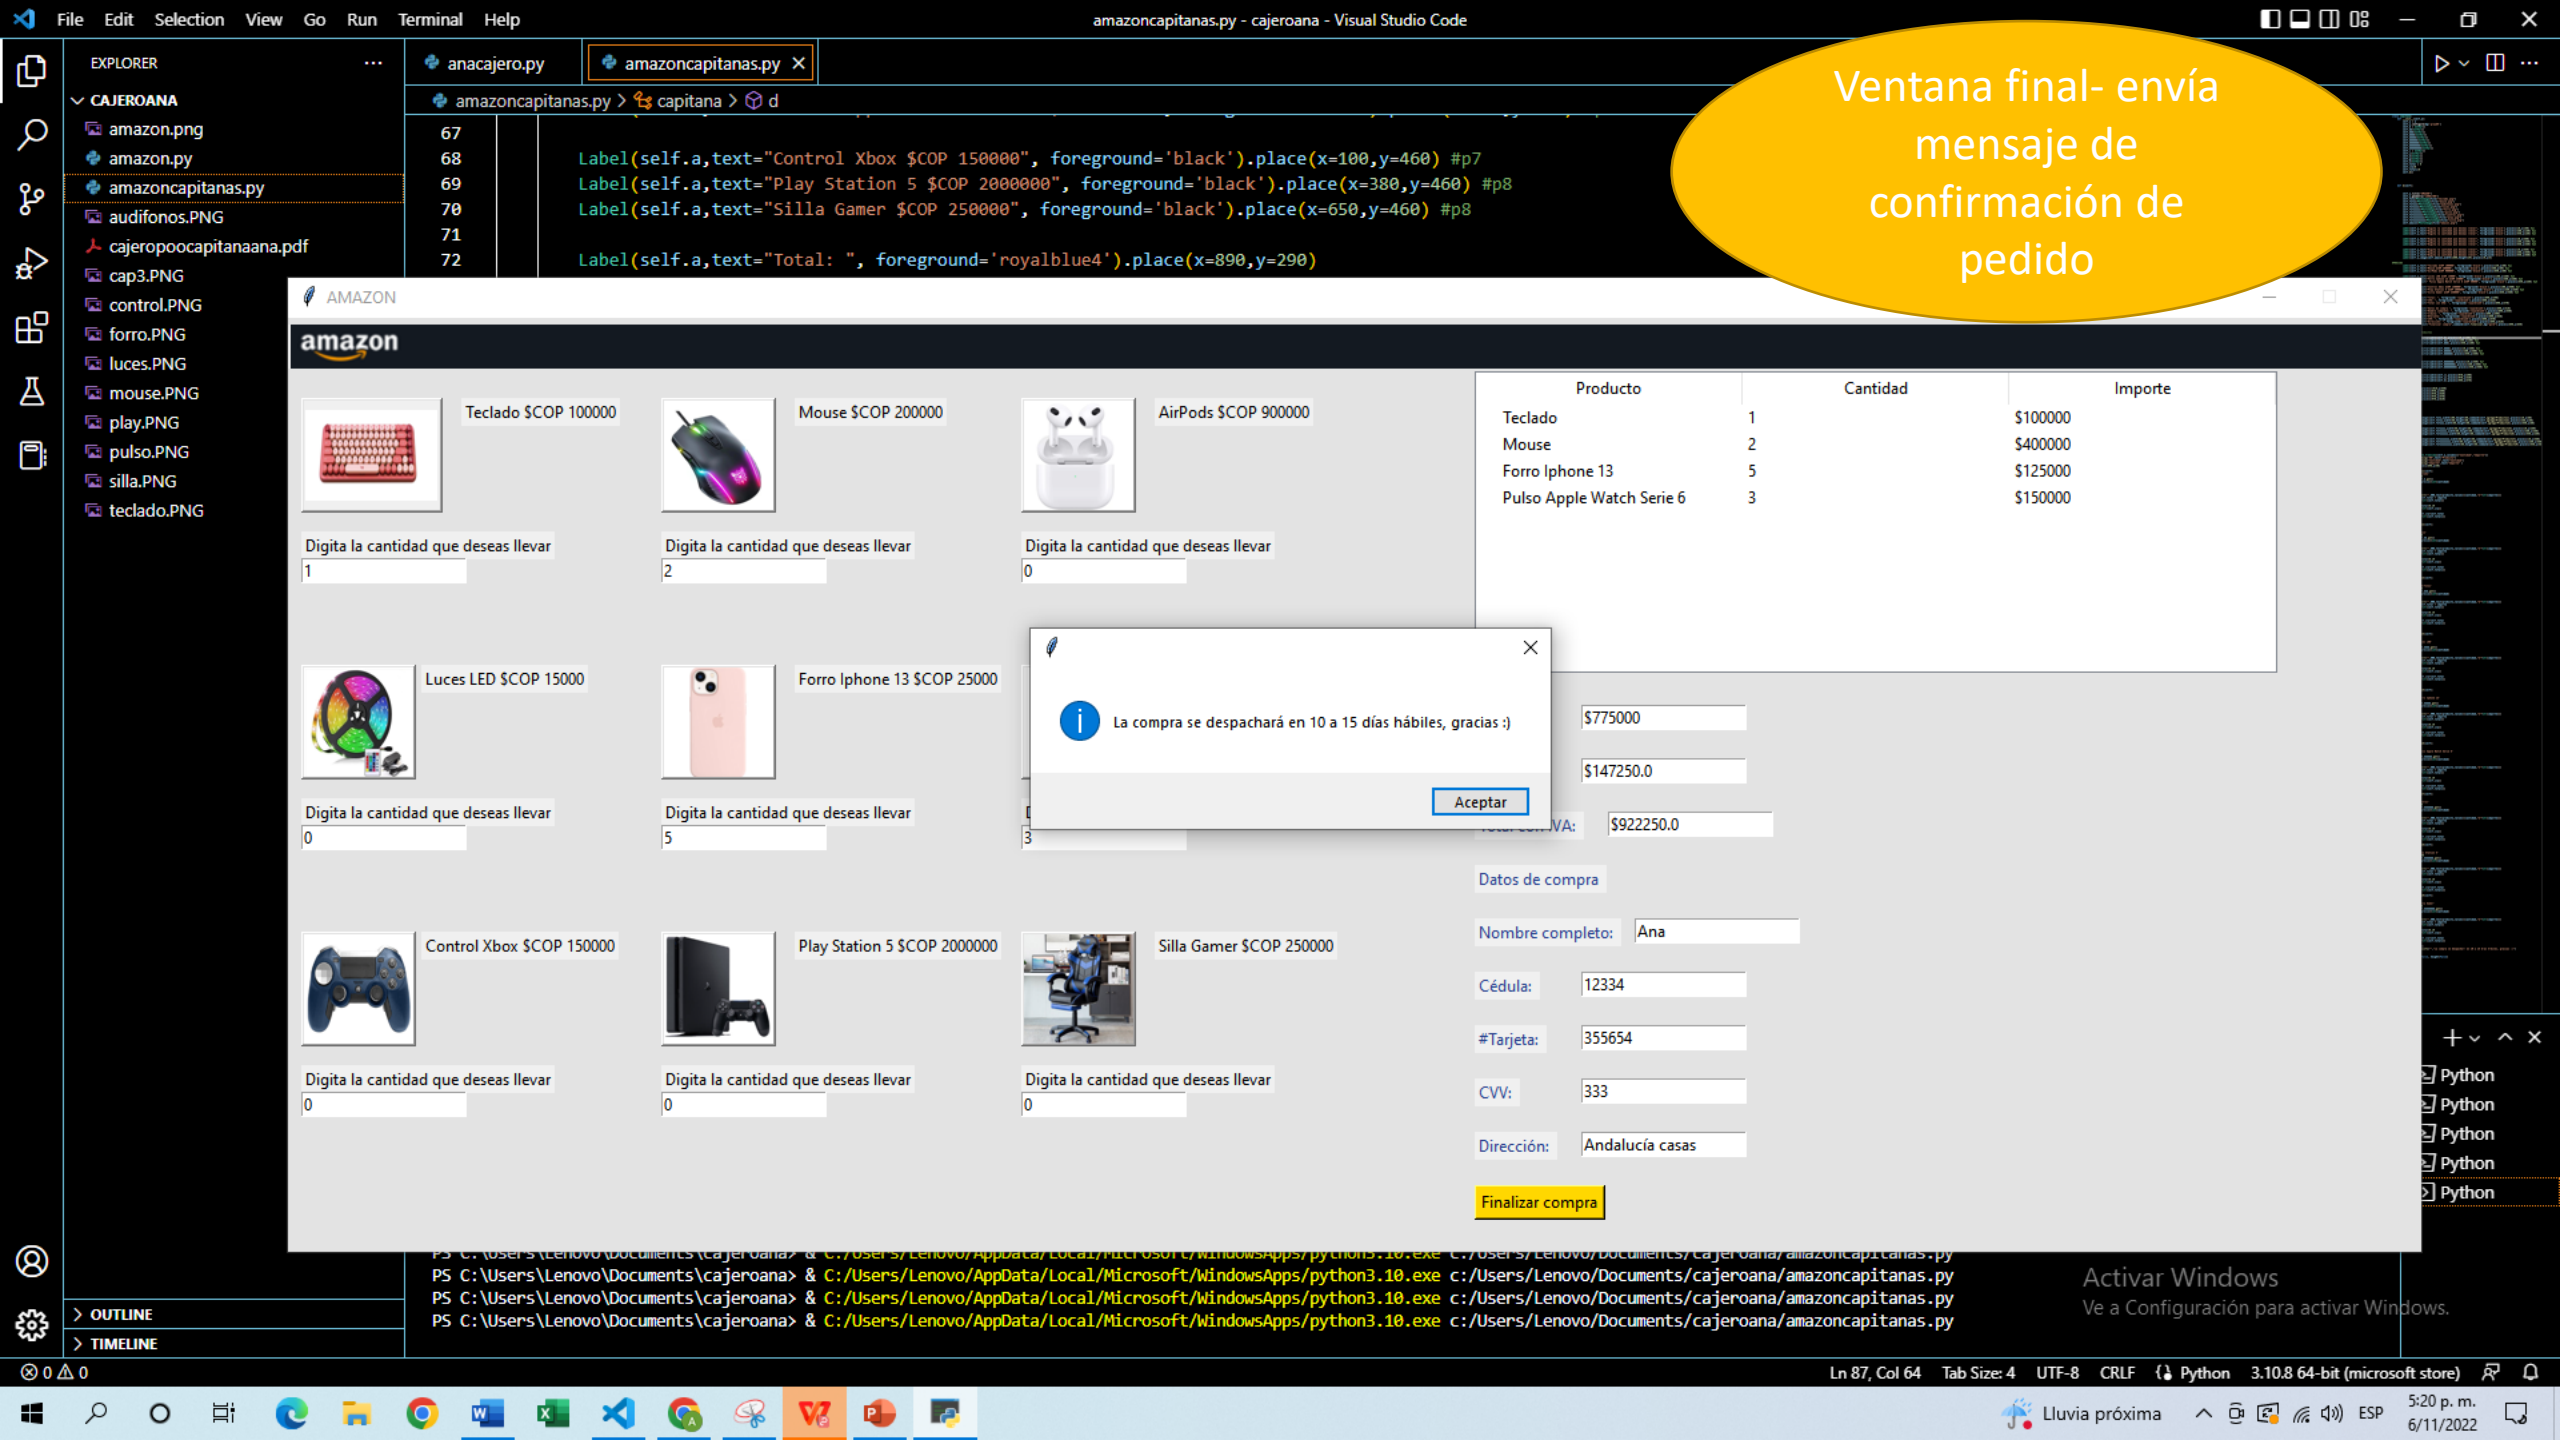 File Edit Selection View Go Run Terminal Help
amazoncapitanas.py - cajeroana - Visual Studio Code
Ventana final- envía
mensaje de
confirmación de
pedido
EXPLORER
anacajero.py
amazoncapitanas.py
CAJEROANA
amazoncapitanas.py > capitana > d
amazon.png
amazon.py
amazoncapitanas.py
audifonos.PNG
cajeropoocapitanaana.pdf
cap3.PNG
control.PNG
forro.PNG
luces.PNG
mouse.PNG
play.PNG
pulso.PNG
silla.PNG
teclado.PNG
67
68 Label(self.a,text="Control Xbox $COP 150000", foreground='black').place(x=100,y=460) #p7
69 Label(self.a,text="Play Station 5 $COP 2000000", foreground='black').place(x=380,y=460) #p8
70 Label(self.a,text="Silla Gamer $COP 250000", foreground='black').place(x=650,y=460) #p8
71
72 Label(self.a,text="Total: ", foreground='royalblue4').place(x=890,y=290)
AMAZON
amazon
Teclado $COP 100000
Mouse $COP 200000
AirPods $COP 900000
Digita la cantidad que deseas llevar
1
Digita la cantidad que deseas llevar
2
Digita la cantidad que deseas llevar
0
Luces LED $COP 15000
Forro Iphone 13 $COP 25000
Digita la cantidad que deseas llevar
0
Digita la cantidad que deseas llevar
5
3
Control Xbox $COP 150000
Play Station 5 $COP 2000000
Silla Gamer $COP 250000
Digita la cantidad que deseas llevar
0
Digita la cantidad que deseas llevar
0
Digita la cantidad que deseas llevar
0
Producto Cantidad Importe
Teclado 1 $100000
Mouse 2 $400000
Forro Iphone 13 5 $125000
Pulso Apple Watch Serie 6 3 $150000
La compra se despachará en 10 a 15 días hábiles, gracias :)
Aceptar
$775000
$147250.0
Total con IVA: $922250.0
Datos de compra
Nombre completo: Ana
Cédula: 12334
#Tarjeta: 355654
CVV: 333
Dirección: Andalucía casas
Finalizar compra
Python
Python
Python
Python
Python
PS C:\Users\Lenovo\Documents\cajeroana> & C:/Users/Lenovo/AppData/Local/Microsoft/WindowsApps/python3.10.exe c:/Users/Lenovo/Documents/cajeroana/amazoncapitanas.py
PS C:\Users\Lenovo\Documents\cajeroana> & C:/Users/Lenovo/AppData/Local/Microsoft/WindowsApps/python3.10.exe c:/Users/Lenovo/Documents/cajeroana/amazoncapitanas.py
PS C:\Users\Lenovo\Documents\cajeroana> & C:/Users/Lenovo/AppData/Local/Microsoft/WindowsApps/python3.10.exe c:/Users/Lenovo/Documents/cajeroana/amazoncapitanas.py
PS C:\Users\Lenovo\Documents\cajeroana> & C:/Users/Lenovo/AppData/Local/Microsoft/WindowsApps/python3.10.exe c:/Users/Lenovo/Documents/cajeroana/amazoncapitanas.py
Activar Windows
Ve a Configuración para activar Windows.
OUTLINE
TIMELINE
0 0
Ln 87, Col 64 Tab Size: 4 UTF-8 CRLF Python 3.10.8 64-bit (microsoft store)
Lluvia próxima ESP
5:20 p. m.
6/11/2022